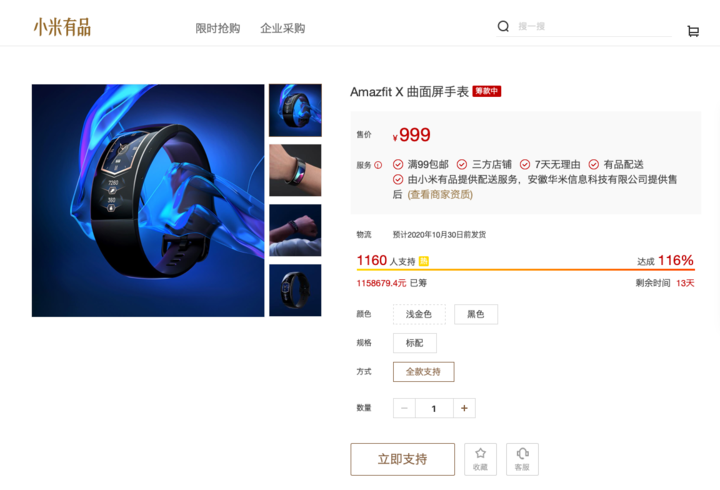 小米有品
限时抢购 企业采购
搜一搜
Amazfit X 曲面屏手表 筹款中
售价 ¥999
服务 满99包邮 三方店铺 7天无理由 有品配送
由小米有品提供配送服务，安徽华米信息科技有限公司提供售
后 (查看商家资质)
物流 预计2020年10月30日前发货
1160 人支持 达成 116%
1158679.4元 已筹 剩余时间 13天
颜色 浅金色 黑色
规格 标配
方式 全款支持
数量 − 1 +
立即支持 收藏 客服